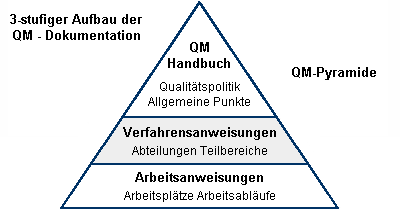 3-stufiger Aufbau der
QM - Dokumentation
QM
Handbuch
QM-Pyramide
Qualitätspolitik
Allgemeine Punkte
Verfahrensanweisungen
Abteilungen Teilbereiche
Arbeitsanweisungen
Arbeitsplätze Arbeitsabläufe